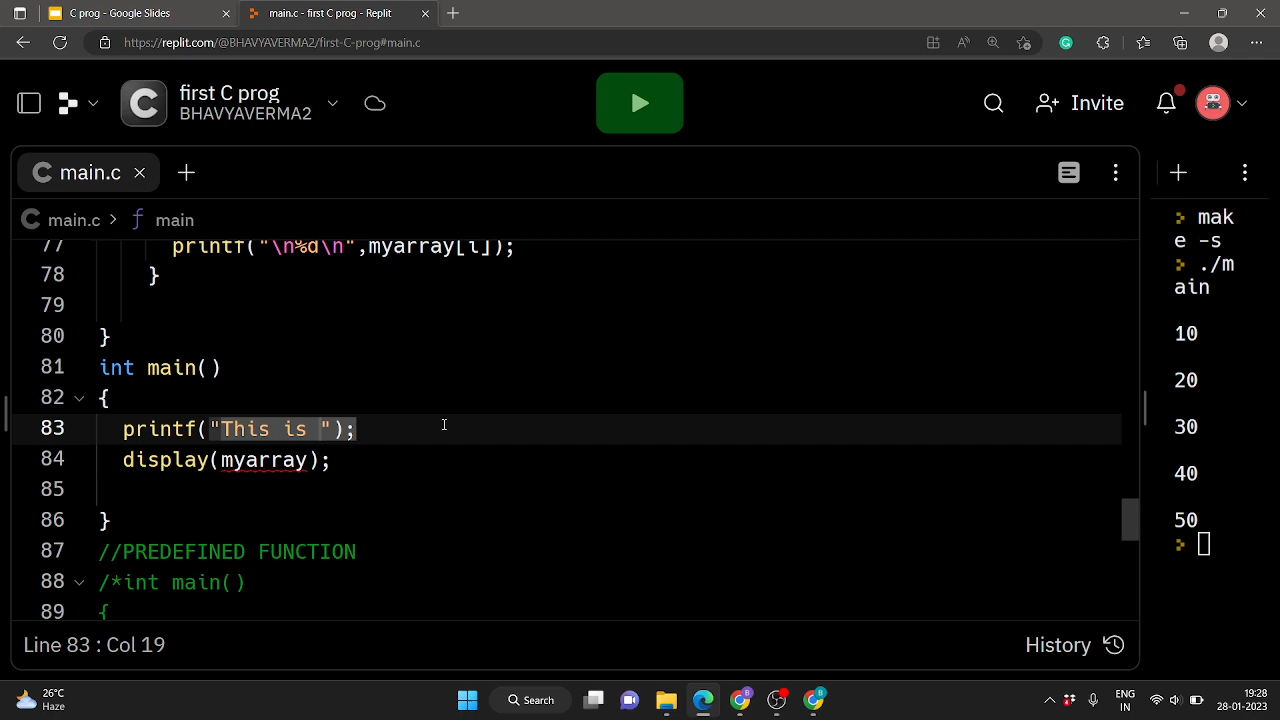 C prog - Google Slides
main.c - first C prog - Replit
https://replit.com/@BHAVYAVERMA2/first-C-prog#main.c
first C prog
BHAVYAVERMA2
Invite
main.c
main.c > main
77 printf("\n%d\n",myarray[i]);
78 }
79
80 }
81 int main()
82 {
83 printf("This is ");
84 display(myarray);
85
86 }
87 //PREDEFINED FUNCTION
88 /*int main()
89 {
Line 83 : Col 19
History
mak
e -s
./m
ain
10
20
30
40
50
26°C
Haze
Search
ENG
IN
19:28
28-01-2023